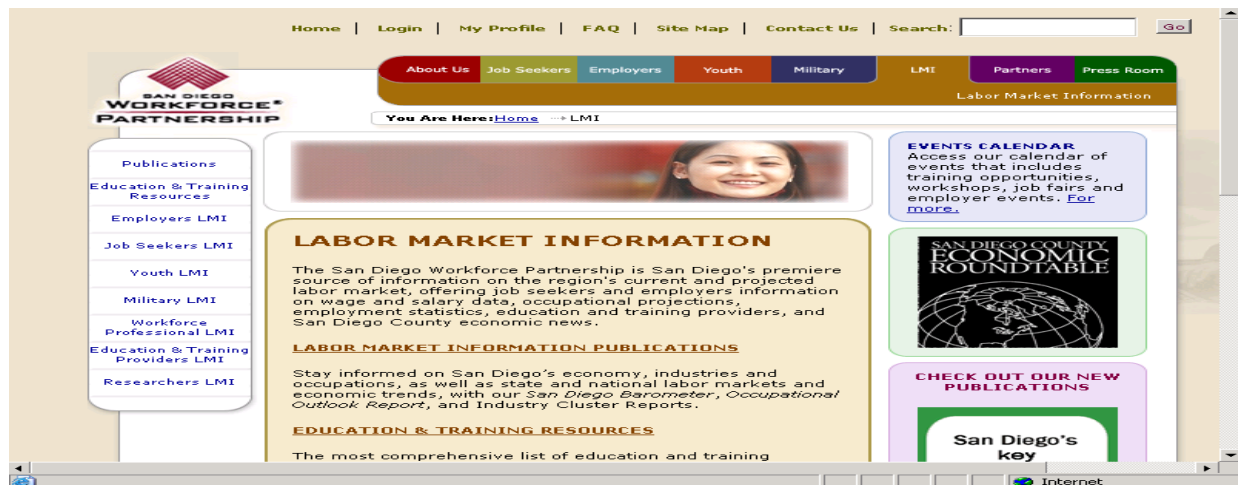 Home | Login | My Profile | FAQ | Site Map | Contact Us | Search: Go
About Us Job Seekers Employers Youth Military LMI Partners Press Room
Labor Market Information
SAN DIEGO
WORKFORCE
PARTNERSHIP
You Are Here:Home → LMI
Publications
Education & Training
Resources
Employers LMI
Job Seekers LMI
Youth LMI
Military LMI
Workforce
Professional LMI
Education & Training
Providers LMI
Researchers LMI
LABOR MARKET INFORMATION
The San Diego Workforce Partnership is San Diego's premiere
source of information on the region's current and projected
labor market, offering job seekers and employers information
on wage and salary data, occupational projections,
employment statistics, education and training providers, and
San Diego County economic news.
LABOR MARKET INFORMATION PUBLICATIONS
Stay informed on San Diego's economy, industries and
occupations, as well as state and national labor markets and
economic trends, with our San Diego Barometer, Occupational
Outlook Report, and Industry Cluster Reports.
EDUCATION & TRAINING RESOURCES
The most comprehensive list of education and training
EVENTS CALENDAR
Access our calendar of
events that includes
training opportunities,
workshops, job fairs and
employer events. For
more.
SAN DIEGO COUNTY
ECONOMIC
ROUNDTABLE
CHECK OUT OUR NEW
PUBLICATIONS
San Diego's
key
Internet